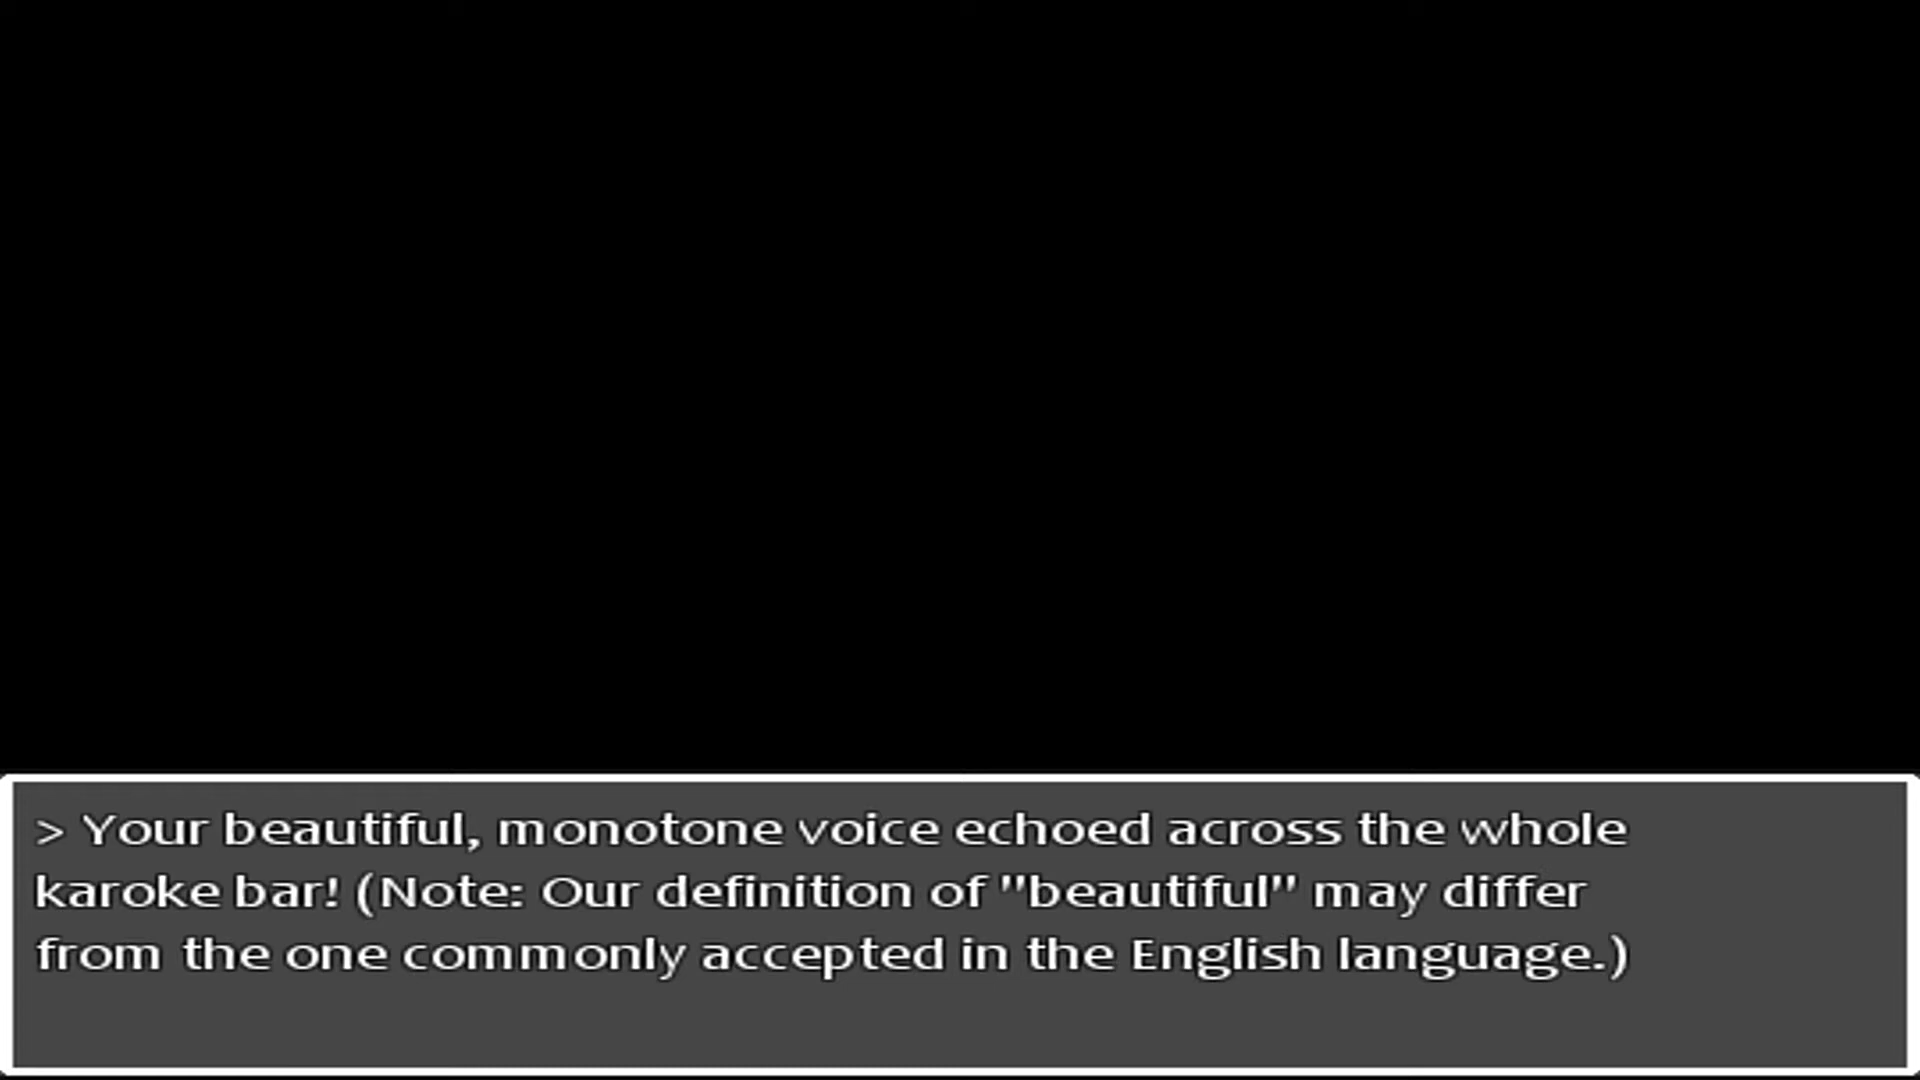 > Your beautiful, monotone voice echoed across the whole
karoke bar! (Note: Our definition of "beautiful" may differ
from the one commonly accepted in the English language.)